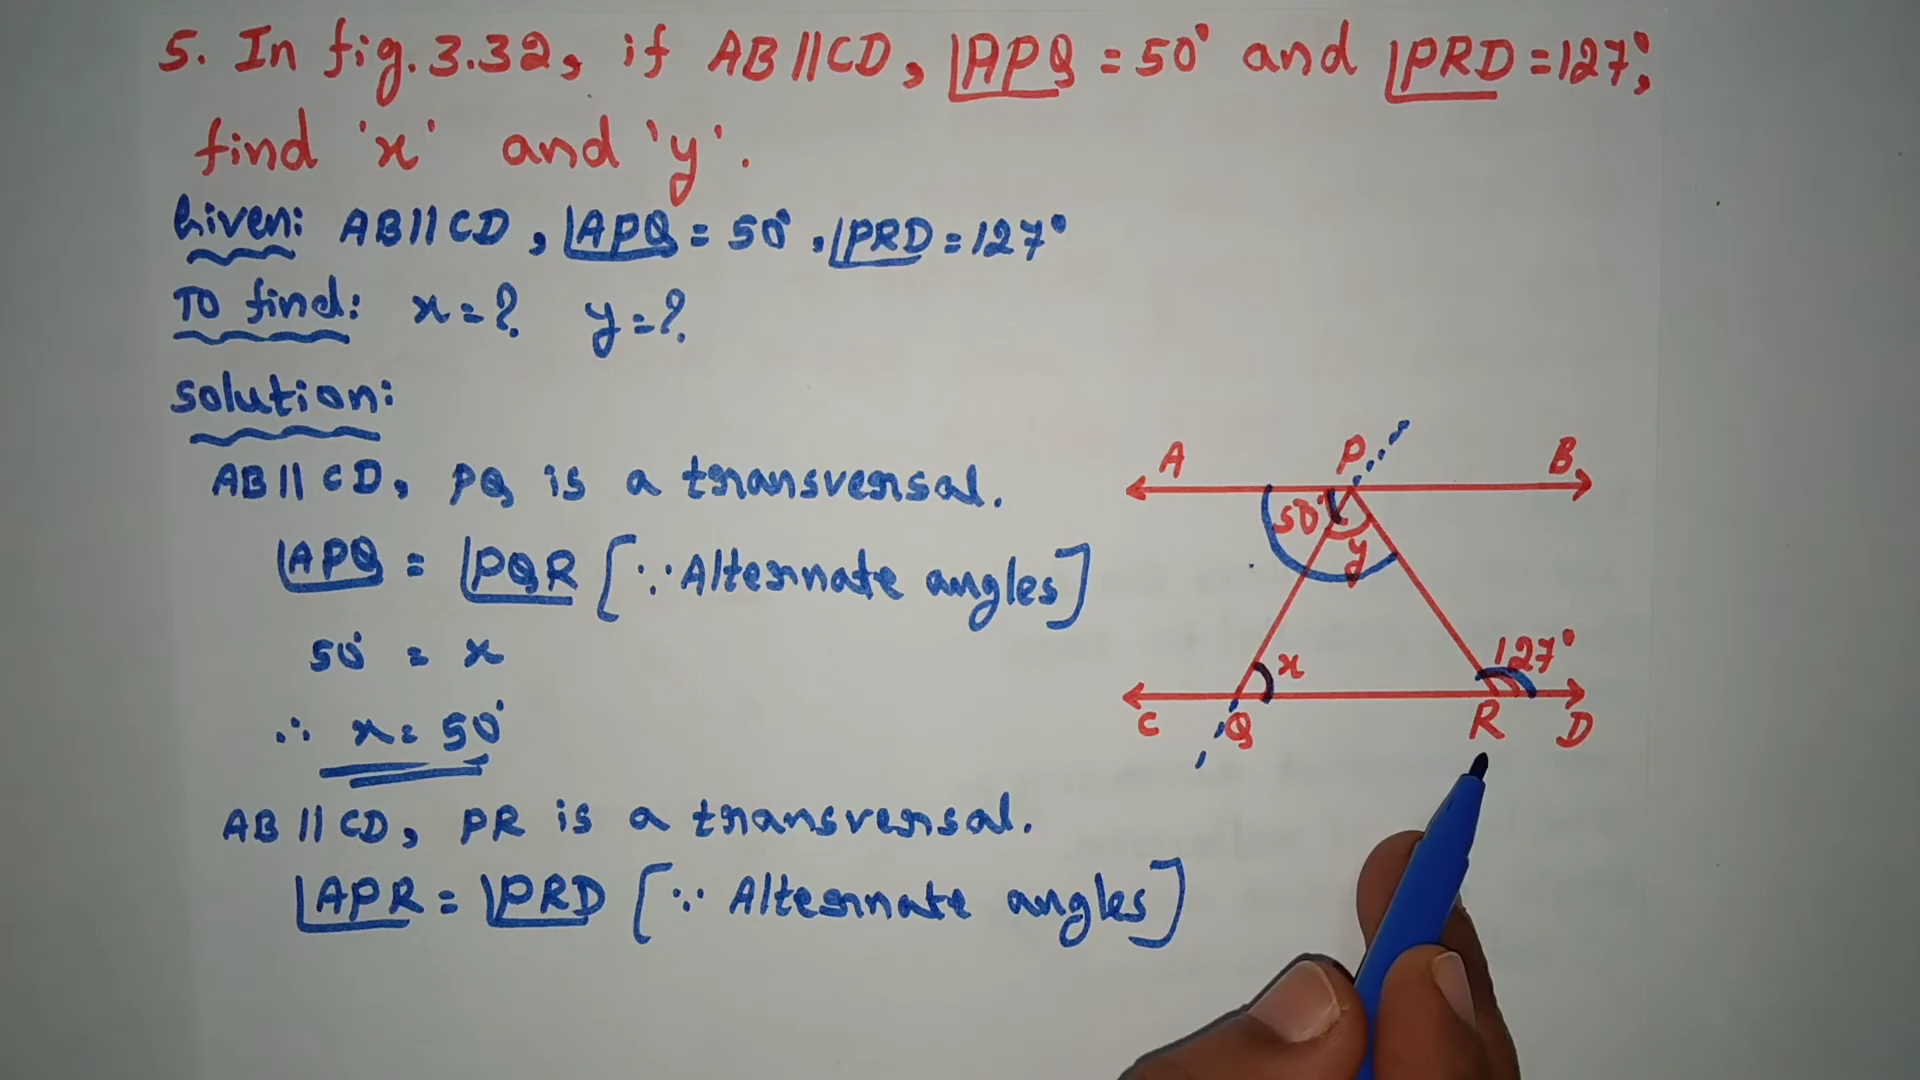 5. In fig. 3.32, if AB||CD, ∠APQ = 50° and ∠PRD = 127°,
find 'x' and 'y'.
Given: AB||CD, ∠APQ = 50°, ∠PRD = 127°
To find: x=? y=?
Solution:
AB||CD, PQ is a transversal.
∠APQ = ∠PQR [∵ Alternate angles]
50° = x
∴ x = 50°
AB||CD, PR is a transversal.
∠APR = ∠PRD [∵ Alternate angles]
A P B
50°
y
x 127°
C Q R D